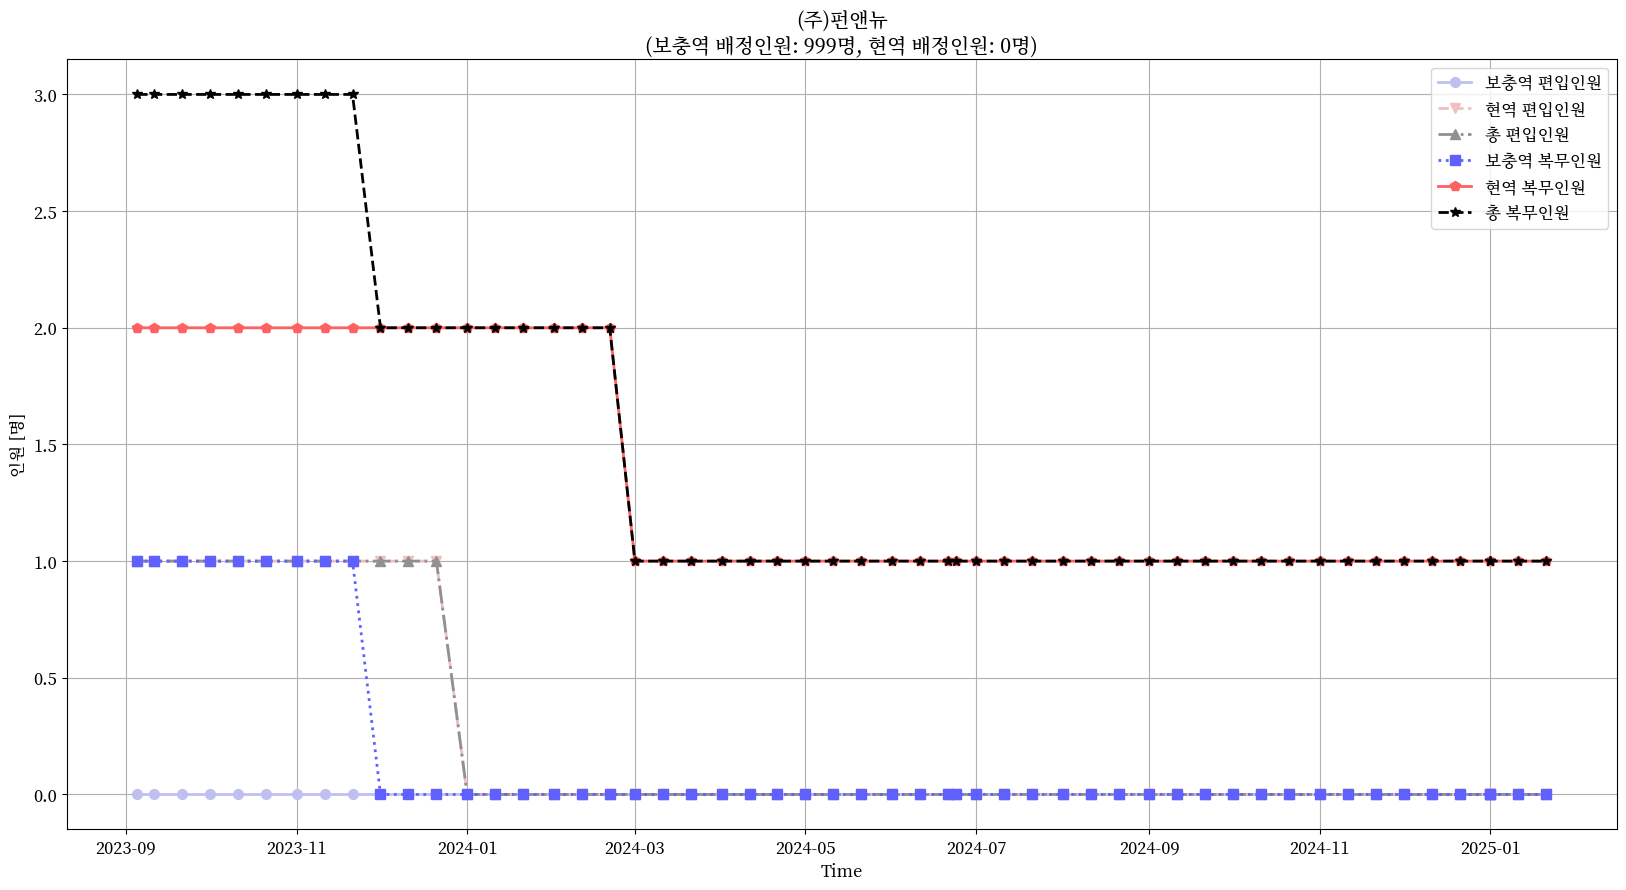 (주)펀앤뉴
(보충역 배정인원: 999명, 현역 배정인원: 0명)
보충역 편입인원
현역 편입인원
총 편입인원
보충역 복무인원
현역 복무인원
총 복무인원
3.0
2.5
2.0
1.5
1.0
0.5
0.0
인원 [명]
2023-09 2023-11 2024-01 2024-03 2024-05 2024-07 2024-09 2024-11 2025-01
Time